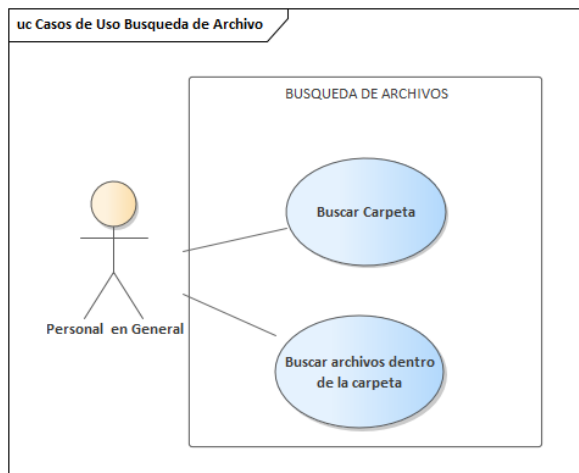 uc Casos de Uso Busqueda de Archivo
BUSQUEDA DE ARCHIVOS
Buscar Carpeta
Personal en General
Buscar archivos dentro
de la carpeta